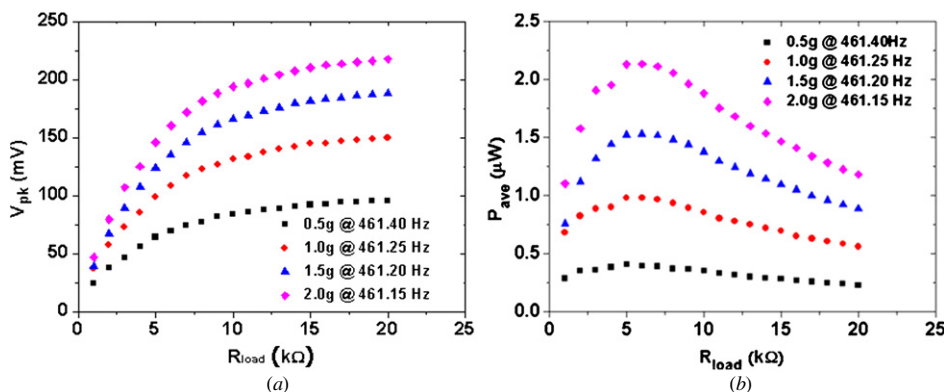 250
200
150
100
50
0
V_pk (mV)
0 5 10 15 20 25
R_load (kΩ)
0.5g @ 461.40 Hz
1.0g @ 461.25 Hz
1.5g @ 461.20 Hz
2.0g @ 461.15 Hz
(a)
2.5
2.0
1.5
1.0
0.5
0.0
P_ave (μW)
0 5 10 15 20 25
R_load (kΩ)
0.5g @ 461.40Hz
1.0g @ 461.25 Hz
1.5g @ 461.20 Hz
2.0g @ 461.15 Hz
(b)